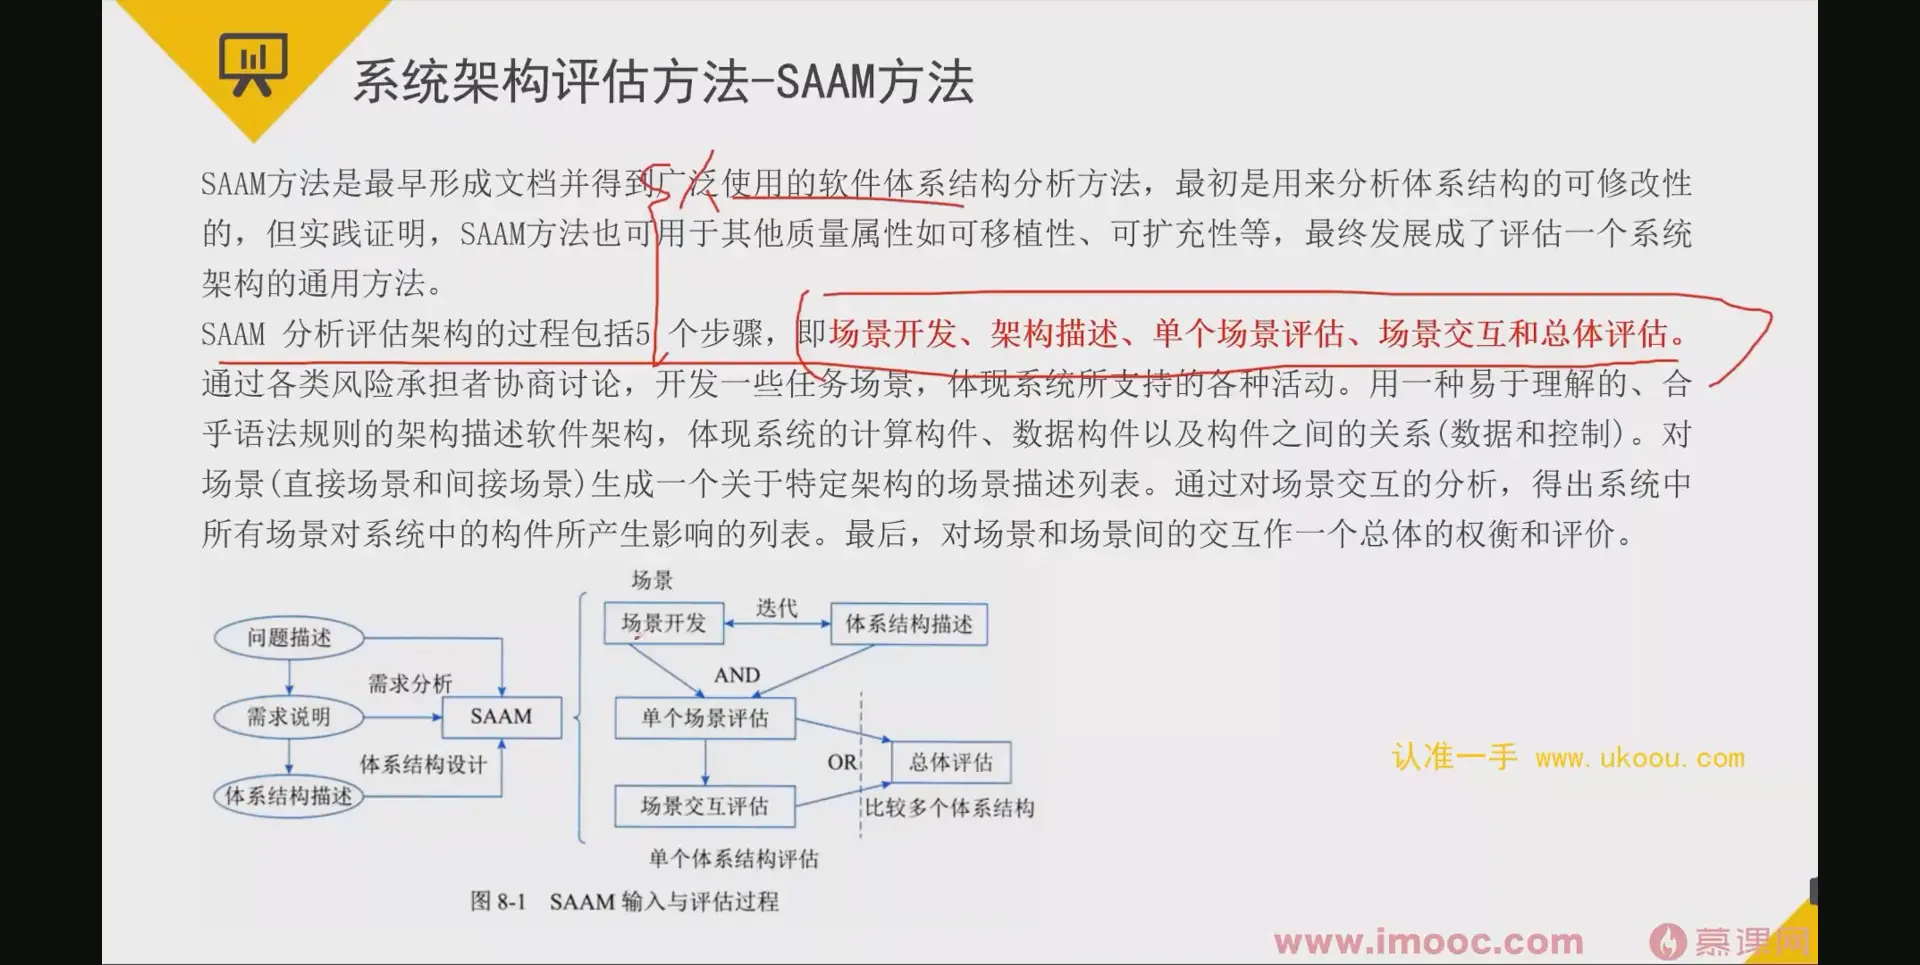 系统架构评估方法-SAAM方法
SAAM方法是最早形成文档并得到广泛使用的软件体系结构分析方法，最初是用来分析体系结构的可修改性
的，但实践证明，SAAM方法也可用于其他质量属性如可移植性、可扩充性等，最终发展成了评估一个系统
架构的通用方法。
SAAM 分析评估架构的过程包括5 个步骤，即场景开发、架构描述、单个场景评估、场景交互和总体评估。
通过各类风险承担者协商讨论，开发一些任务场景，体现系统所支持的各种活动。用一种易于理解的、合
乎语法规则的架构描述软件架构，体现系统的计算构件、数据构件以及构件之间的关系(数据和控制)。对
场景(直接场景和间接场景)生成一个关于特定架构的场景描述列表。通过对场景交互的分析，得出系统中
所有场景对系统中的构件所产生影响的列表。最后，对场景和场景间的交互作一个总体的权衡和评价。
场景
场景开发
迭代
体系结构描述
问题描述
AND
需求分析
需求说明
SAAM
单个场景评估
体系结构设计
OR
总体评估
体系结构描述
场景交互评估
比较多个体系结构
单个体系结构评估
图 8-1 SAAM 输入与评估过程
认准一手 www.ukoou.com
www.imooc.com
慕课网